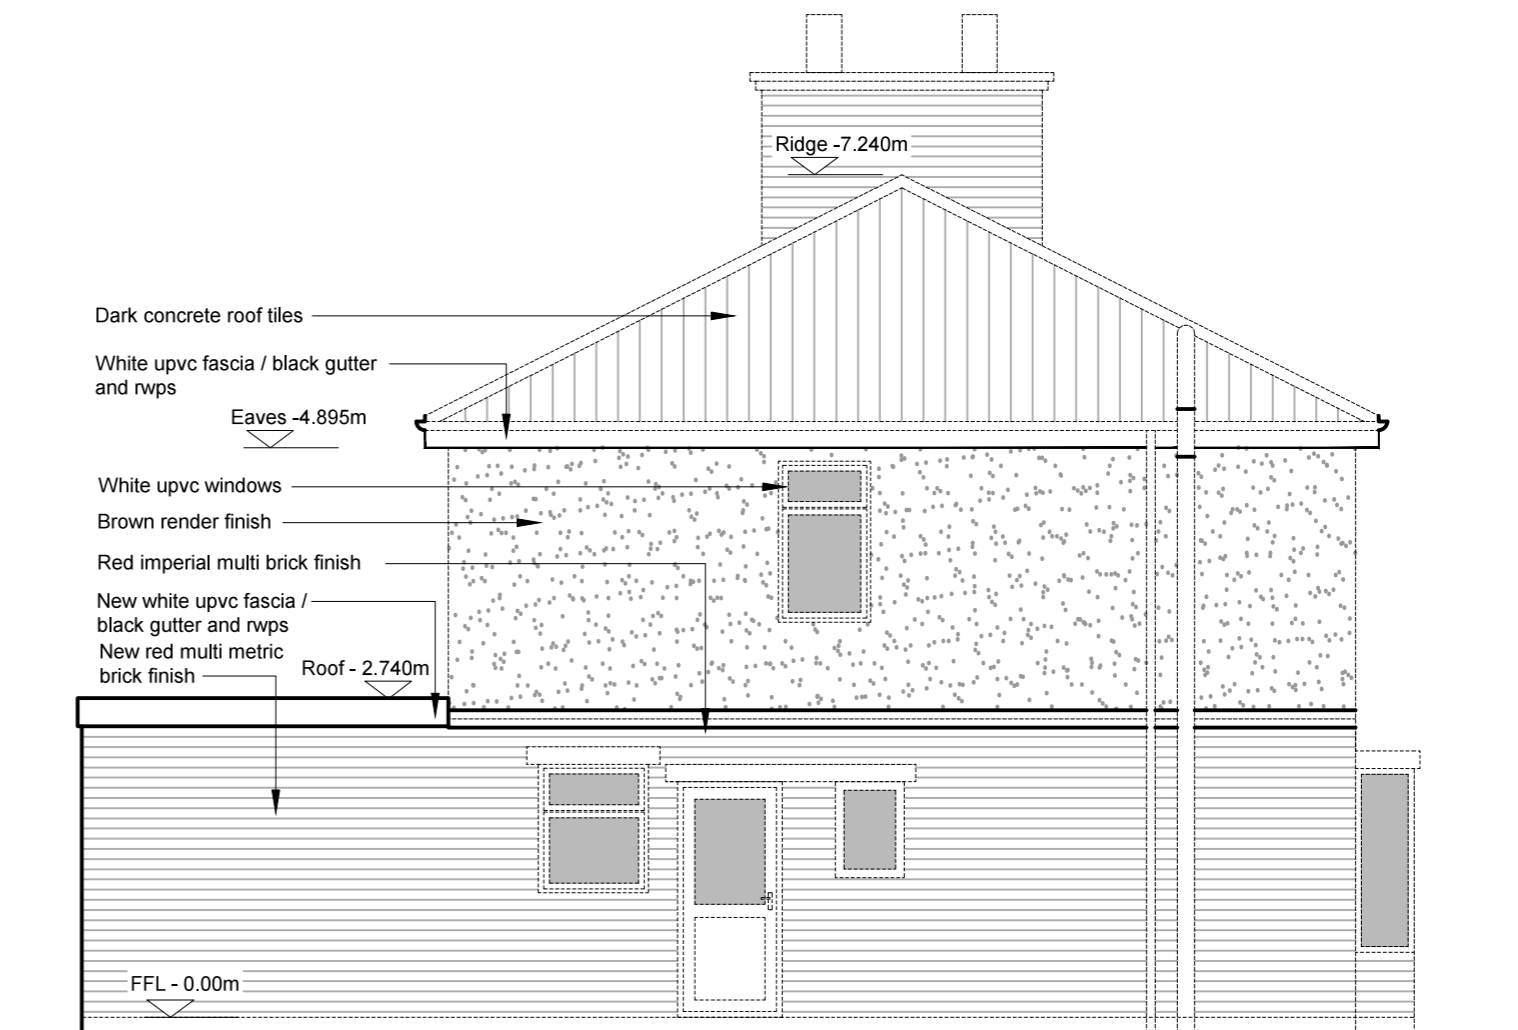 Ridge -7.240m
Dark concrete roof tiles
White upvc fascia / black gutter
and rwps
Eaves -4.895m
White upvc windows
Brown render finish
Red imperial multi brick finish
New white upvc fascia /
black gutter and rwps
New red multi metric
brick finish
Roof - 2.740m
FFL - 0.00m